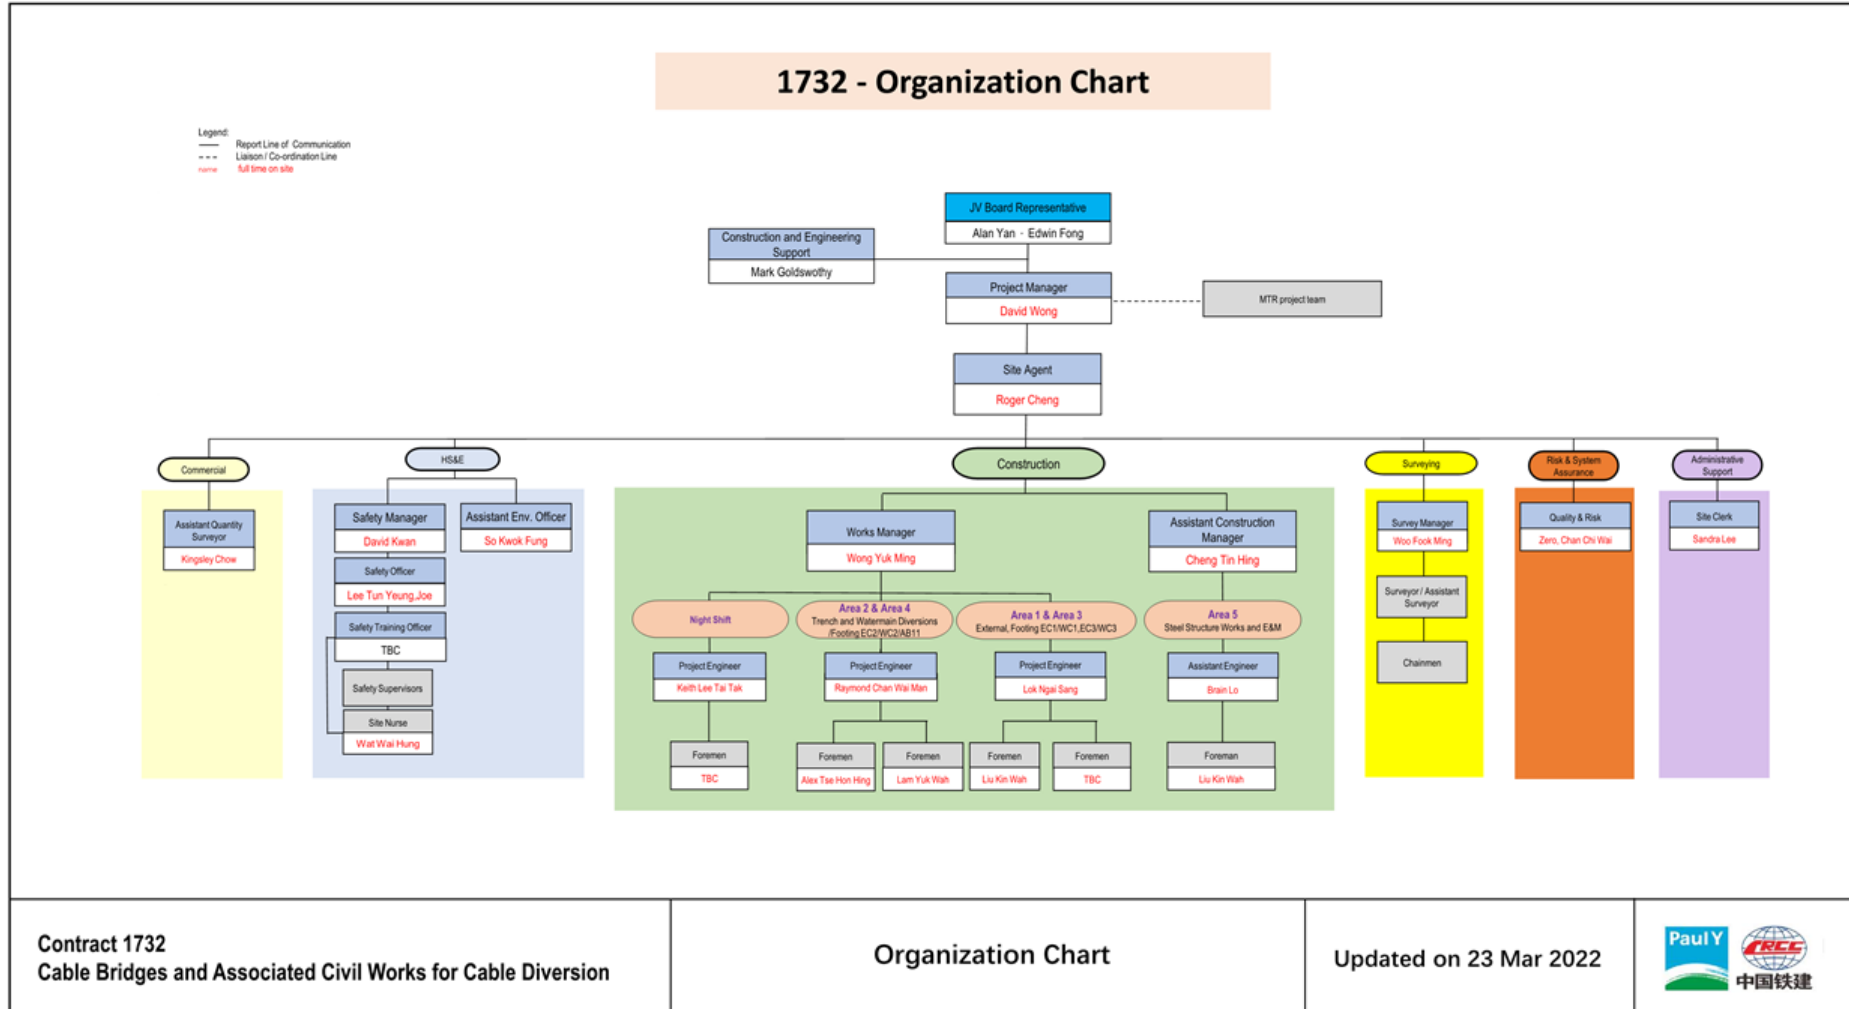 1732 - Organization Chart
Legend:
Report Line of Communication
Liaison / Co-ordination Line
name full time on site
JV Board Representative
Alan Yan - Edwin Fong
Construction and Engineering
Support
Mark Goldswothy
Project Manager
David Wong
MTR project team
Site Agent
Roger Cheng
Commercial
HS&E
Construction
Surveying
Risk & System
Assurance
Administrative
Support
Assistant Quantity
Surveyor
Kingsley Chow
Safety Manager
David Kwan
Assistant Env. Officer
So Kwok Fung
Safety Officer
Lee Tun Yeung,Joe
Safety Training Officer
TBC
Safety Supervisors
Site Nurse
Wat Wai Hung
Works Manager
Wong Yuk Ming
Assistant Construction
Manager
Cheng Tin Hing
Night Shift
Area 2 & Area 4
Trench and Watermain Diversions
/Footing EC2/WC2/AB11
Area 1 & Area 3
External, Footing EC1/WC1,EC3/WC3
Area 5
Steel Structure Works and E&M
Project Engineer
Keith Lee Tai Tak
Project Engineer
Raymond Chan Wai Man
Project Engineer
Lok Ngai Sang
Assistant Engineer
Brain Lo
Foremen
TBC
Foremen
Alex Tse Hon Hing
Foremen
Lam Yuk Wah
Foremen
Liu Kin Wah
Foremen
TBC
Foreman
Liu Kin Wah
Survey Manager
Woo Fook Ming
Surveyor / Assistant
Surveyor
Chainmen
Quality & Risk
Zero, Chan Chi Wai
Site Clerk
Sandra Lee
Contract 1732
Cable Bridges and Associated Civil Works for Cable Diversion
Organization Chart
Updated on 23 Mar 2022
Paul Y
CRCC
中国铁建